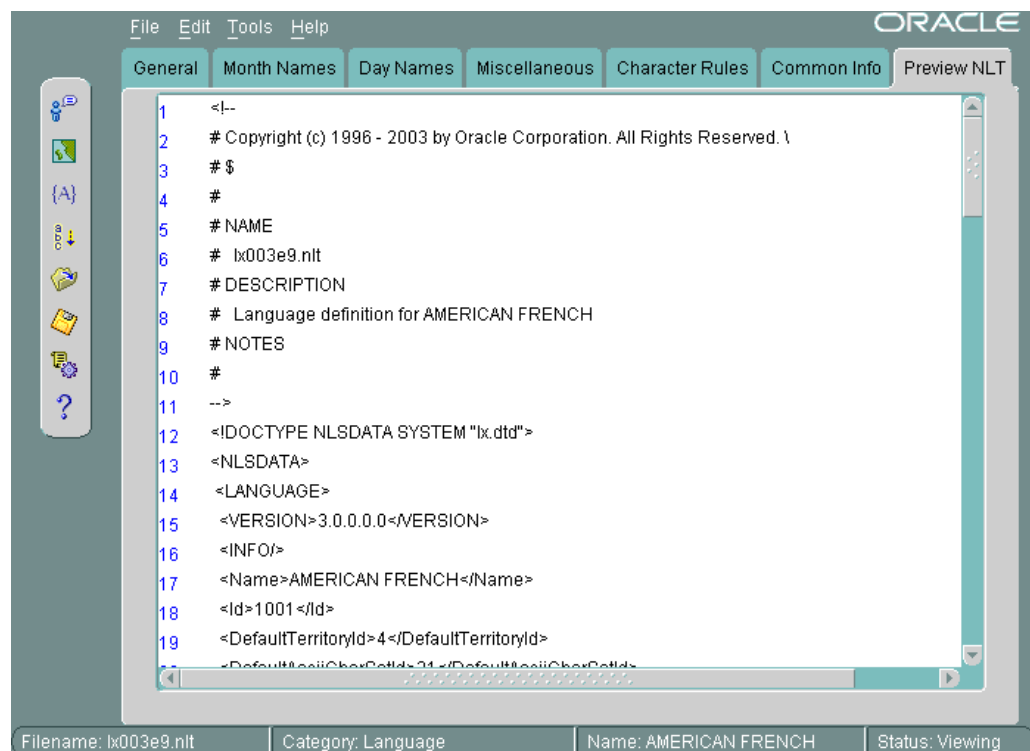 File Edit Tools Help
ORACLE
General Month Names Day Names Miscellaneous Character Rules Common Info Preview NLT
{A}
a
b
c
?
1 <!--
2 # Copyright (c) 1996 - 2003 by Oracle Corporation. All Rights Reserved. \
3 # $
4 #
5 # NAME
6 # lx003e9.nlt
7 # DESCRIPTION
8 # Language definition for AMERICAN FRENCH
9 # NOTES
10 #
11 -->
12 <!DOCTYPE NLSDATA SYSTEM "lx.dtd">
13 <NLSDATA>
14 <LANGUAGE>
15 <VERSION>3.0.0.0.0</VERSION>
16 <INFO/>
17 <Name>AMERICAN FRENCH</Name>
18 <Id>1001</Id>
19 <DefaultTerritoryId>4</DefaultTerritoryId>
<DefaultAsciiCharSetId>31</DefaultAsciiCharSetId>
Filename: lx003e9.nlt Category: Language Name: AMERICAN FRENCH Status: Viewing